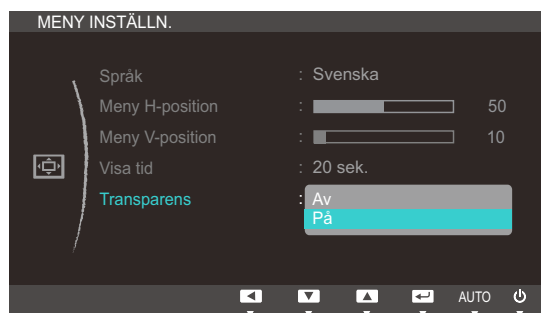 MENY INSTÄLLN.
Språk : Svenska
Meny H-position : 50
Meny V-position : 10
Visa tid : 20 sek.
Transparens : Av
På
AUTO